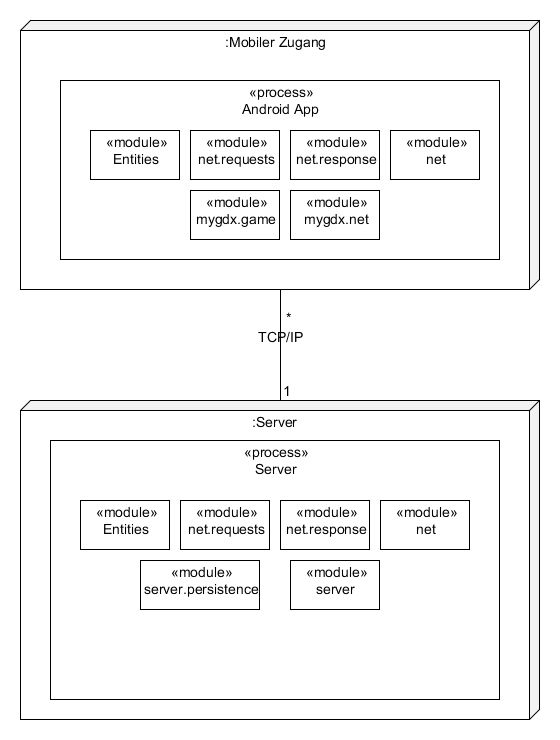 :Mobiler Zugang
«process»
Android App
«module» «module» «module» «module»
Entities net.requests net.response net
«module» «module»
mygdx.game mygdx.net
*
TCP/IP
1
:Server
«process»
Server
«module» «module» «module» «module»
Entities net.requests net.response net
«module» «module»
server.persistence server